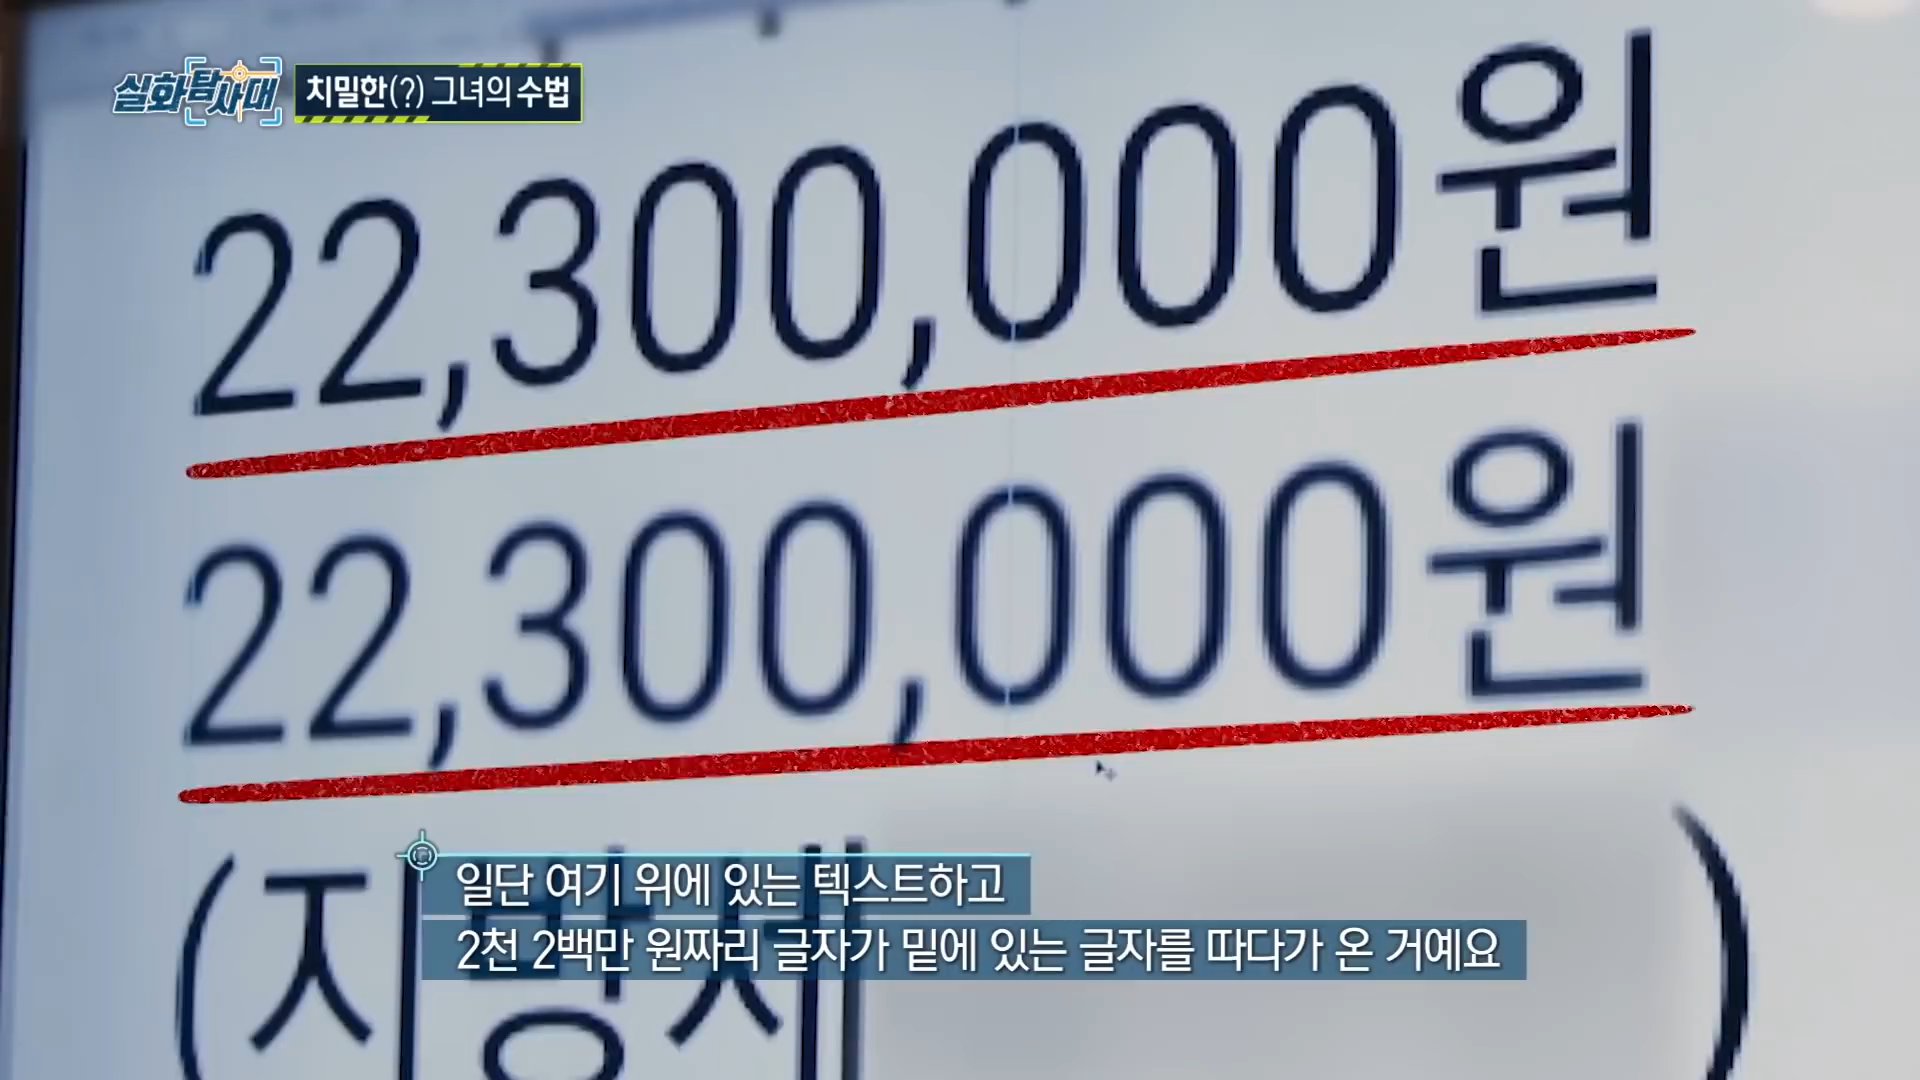 실화탐사대
치밀한(?) 그녀의 수법
22,300,000원
22,300,000원
(지방세 )
일단 여기 위에 있는 텍스트하고
2천 2백만 원짜리 글자가 밑에 있는 글자를 따다가 온 거예요